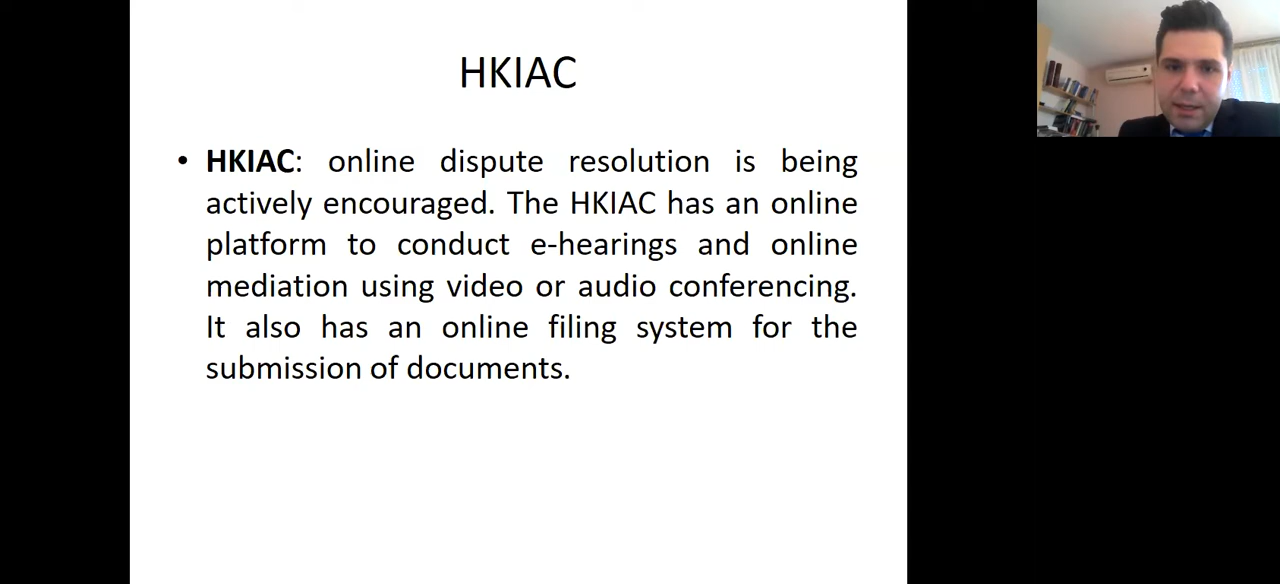 HKIAC
• HKIAC: online dispute resolution is being
actively encouraged. The HKIAC has an online
platform to conduct e-hearings and online
mediation using video or audio conferencing.
It also has an online filing system for the
submission of documents.